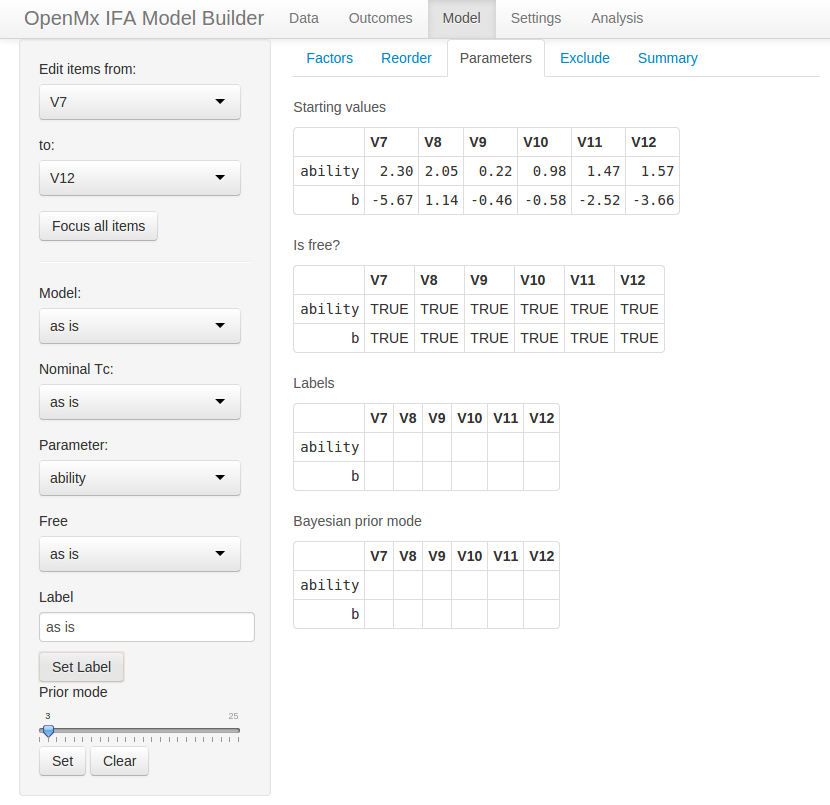 OpenMx IFA Model Builder Data Outcomes Model Settings Analysis
Edit items from:
V7
to:
V12
Focus all items
Model:
as is
Nominal Tc:
as is
Parameter:
ability
Free
as is
Label
as is
Set Label
Prior mode
3 25
Set Clear
Factors Reorder Parameters Exclude Summary
Starting values
V7 V8 V9 V10 V11 V12
ability 2.30 2.05 0.22 0.98 1.47 1.57
b -5.67 1.14 -0.46 -0.58 -2.52 -3.66
Is free?
V7 V8 V9 V10 V11 V12
ability TRUE TRUE TRUE TRUE TRUE TRUE
b TRUE TRUE TRUE TRUE TRUE TRUE
Labels
V7 V8 V9 V10 V11 V12
ability
b
Bayesian prior mode
V7 V8 V9 V10 V11 V12
ability
b